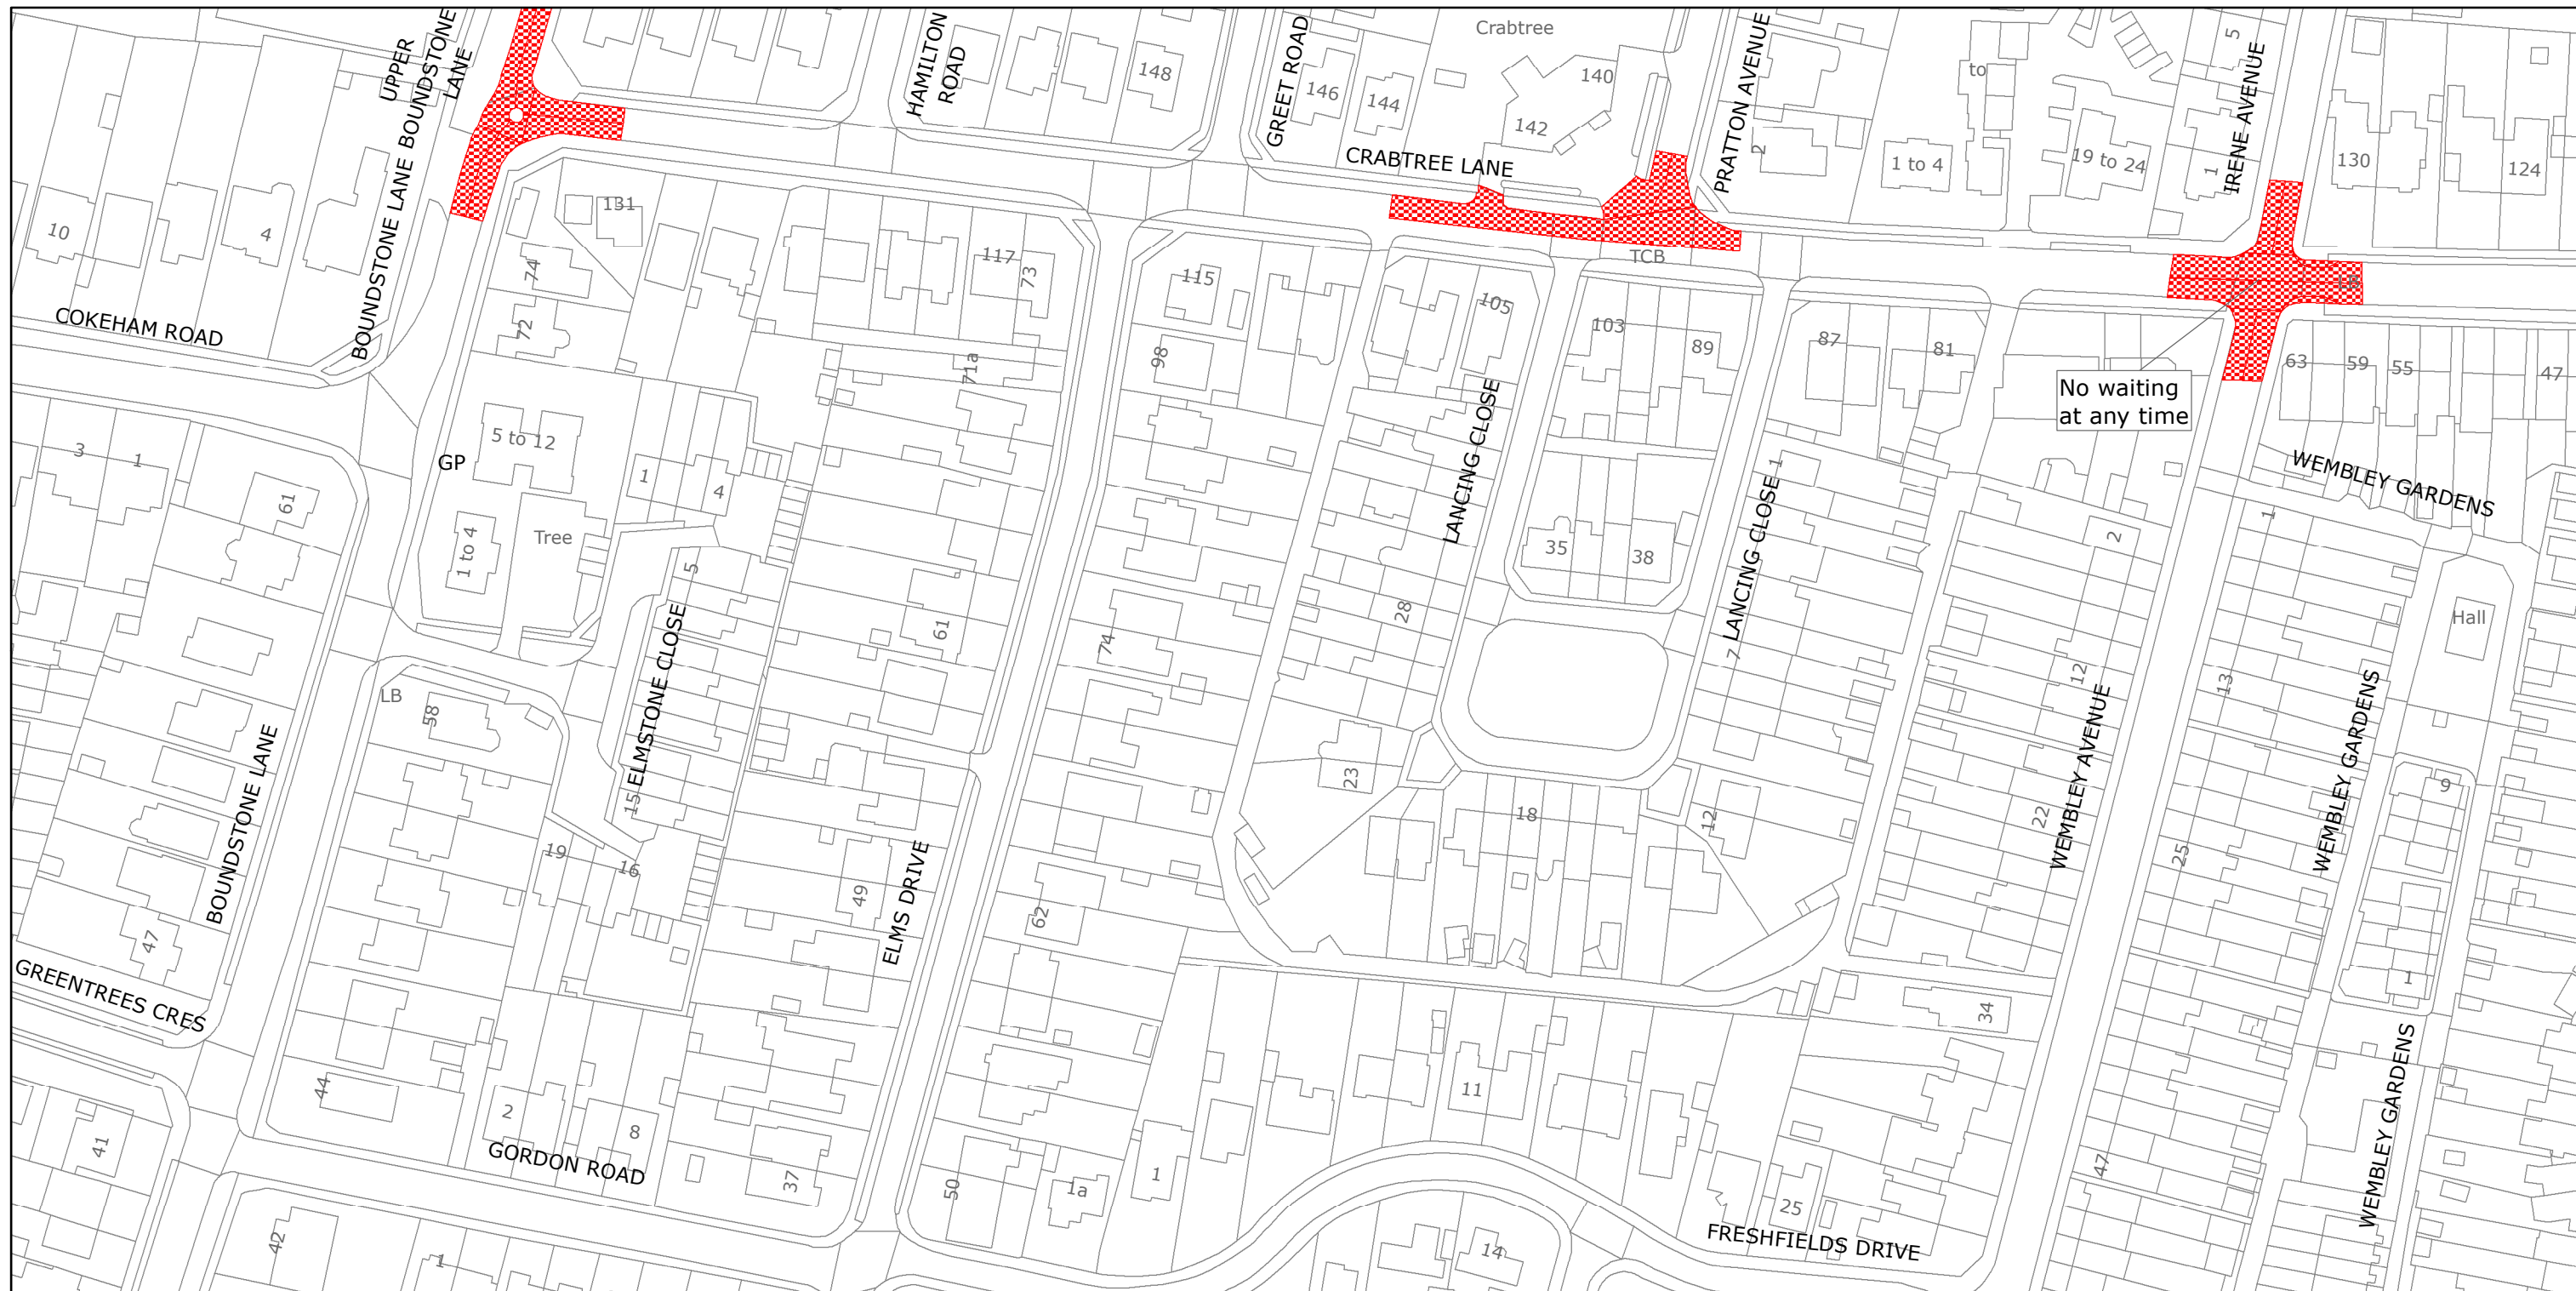 UPPER
BOUNDSTONE
LANE
BOUNDSTONE LANE
HAMILTON
ROAD
148
GREET ROAD
146
144
Crabtree
140
142
CRABTREE LANE
PRATTON AVENUE
2
to
1 to 4
19 to 24
5
1
IRENE AVENUE
130
124
10
4
131
74
72
117
73
71a
115
98
105
TCB
103
89
87
81
LB
No waiting
at any time
63
59
55
47
COKEHAM ROAD
3
1
61
GP
5 to 12
1 to 4
Tree
1
4
5
ELMSTONE CLOSE
15
61
74
28
LANCING CLOSE
35
38
1
LANCING CLOSE
7
2
12
22
WEMBLEY AVENUE
WEMBLEY GARDENS
1
13
25
Hall
WEMBLEY GARDENS
9
1
LB
58
BOUNDSTONE LANE
47
GREENTREES CRES
19
16
49
ELMS DRIVE
62
23
18
12
34
44
41
2
8
GORDON ROAD
37
50
1a
1
11
25
47
WEMBLEY GARDENS
FRESHFIELDS DRIVE
14
42
1